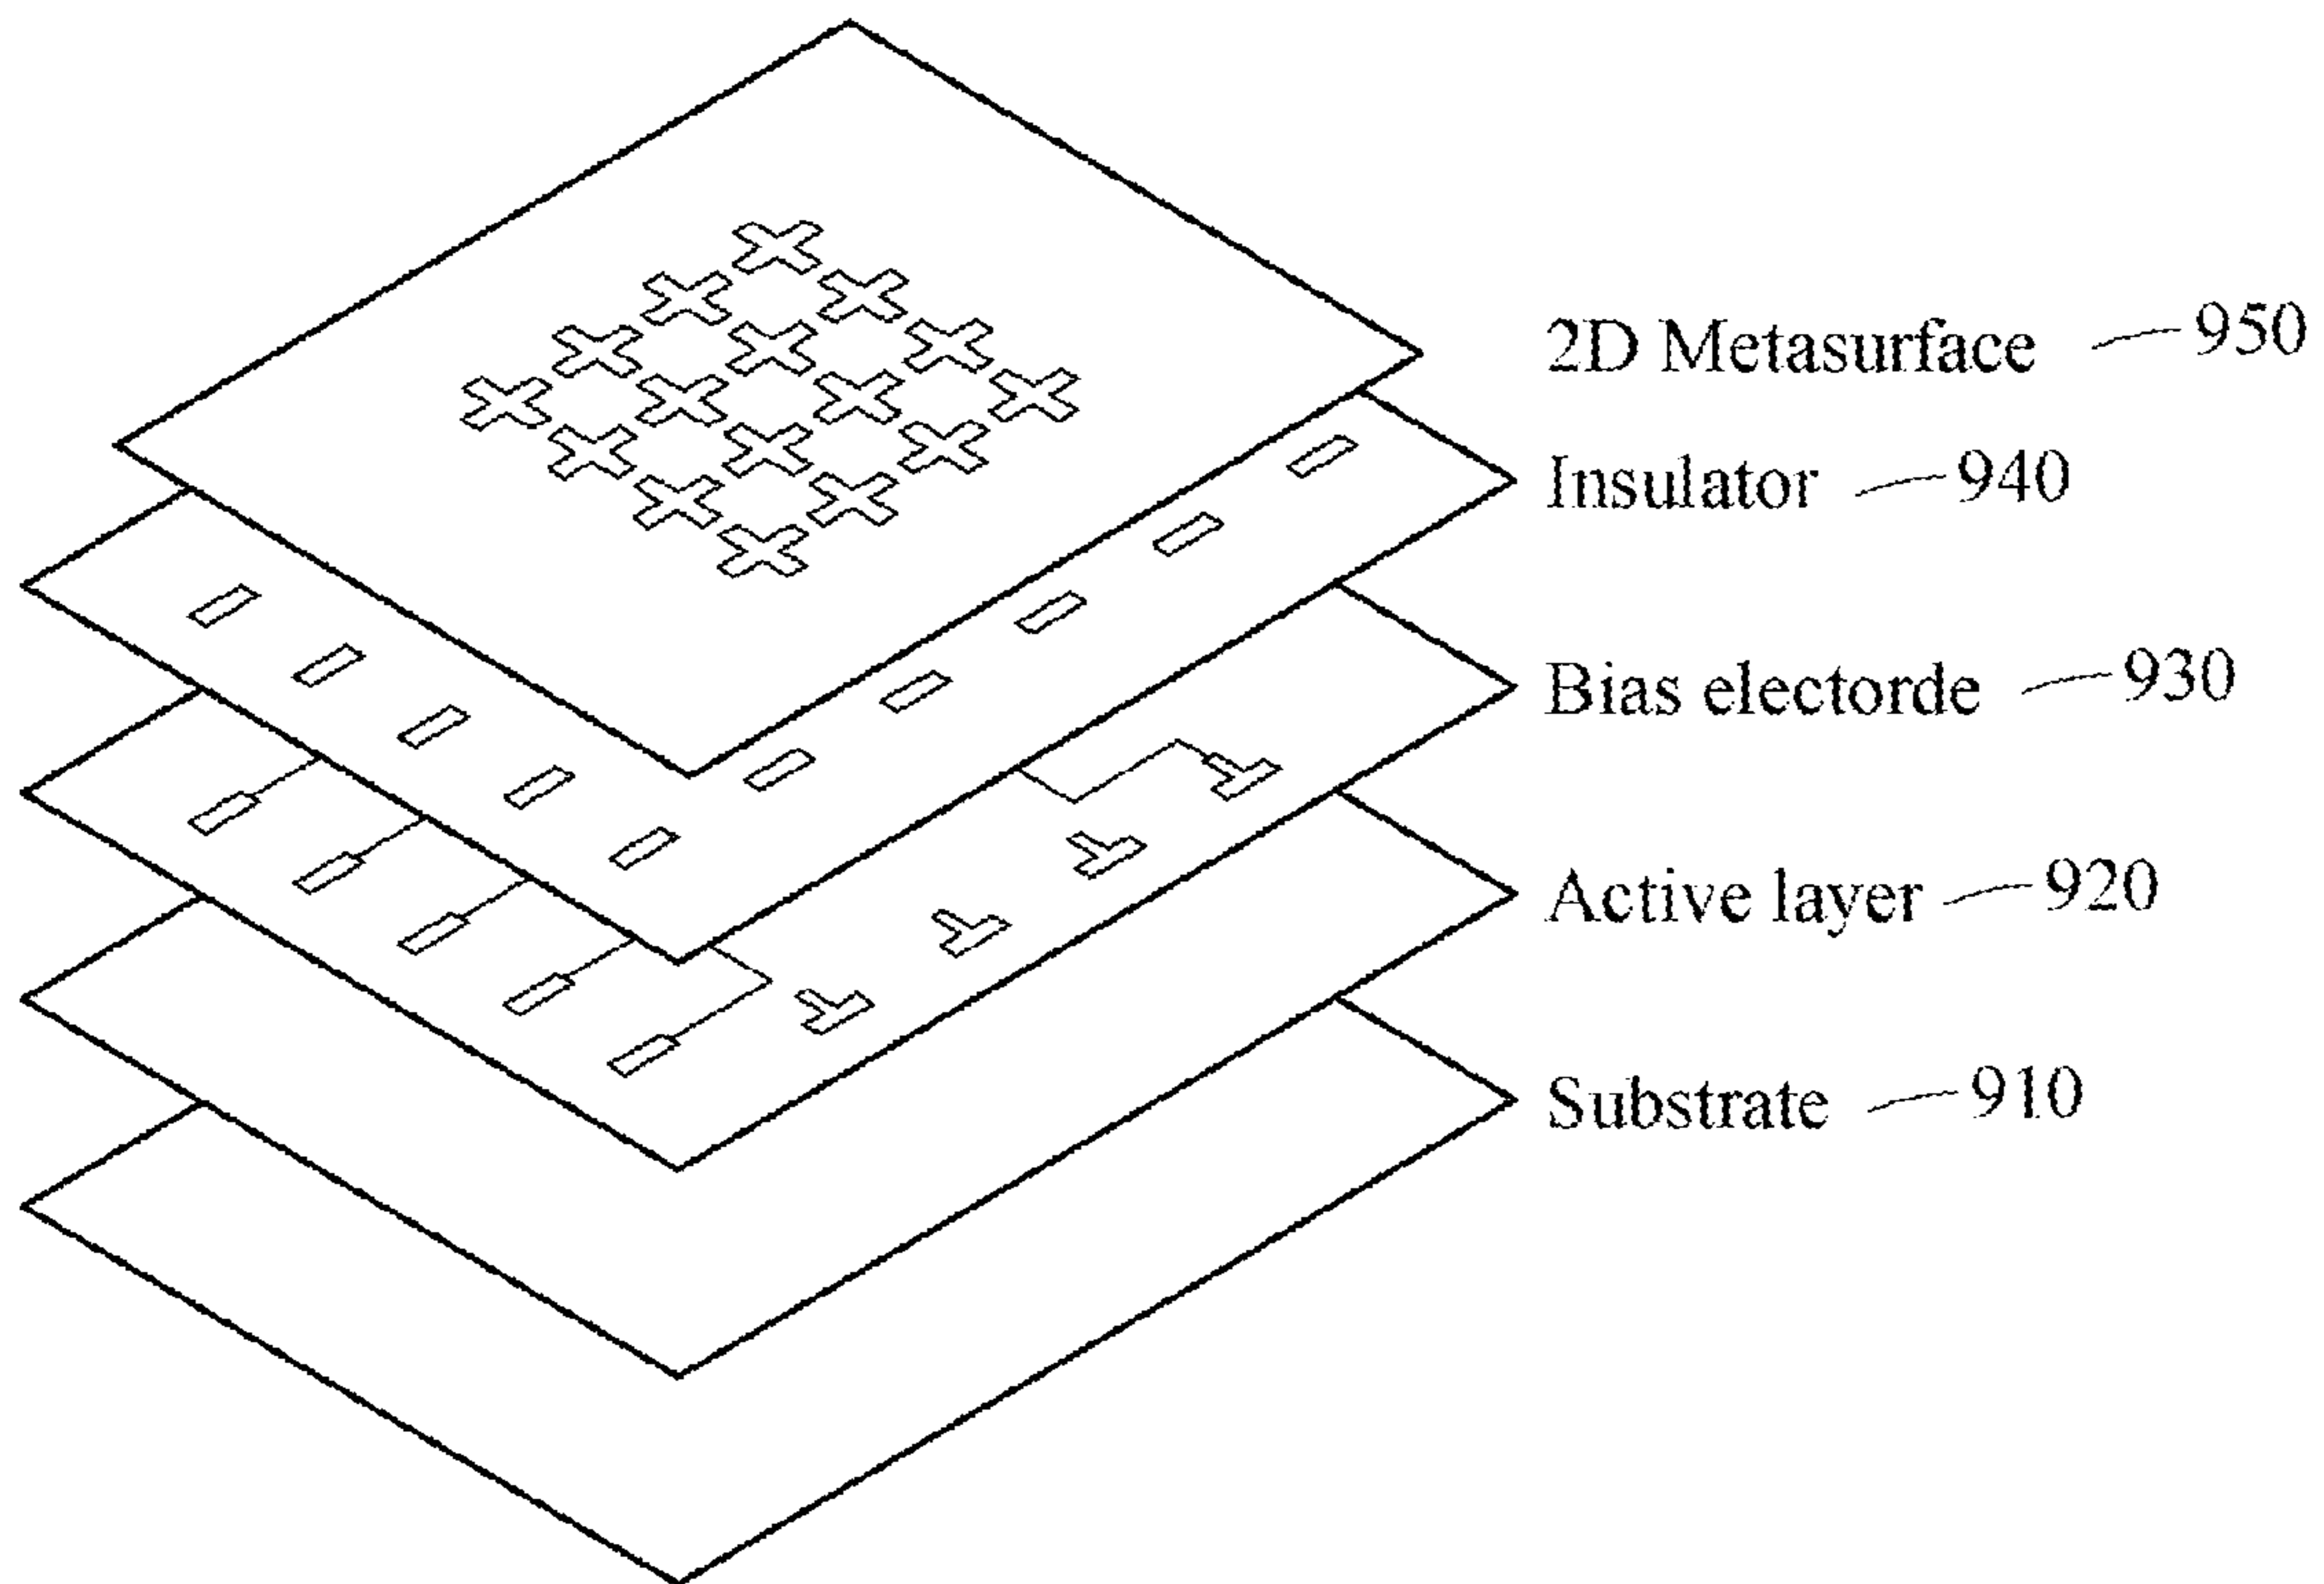 2D Metasurface 950
Insulator 940
Bias electorde 930
Active layer 920
Substrate 910